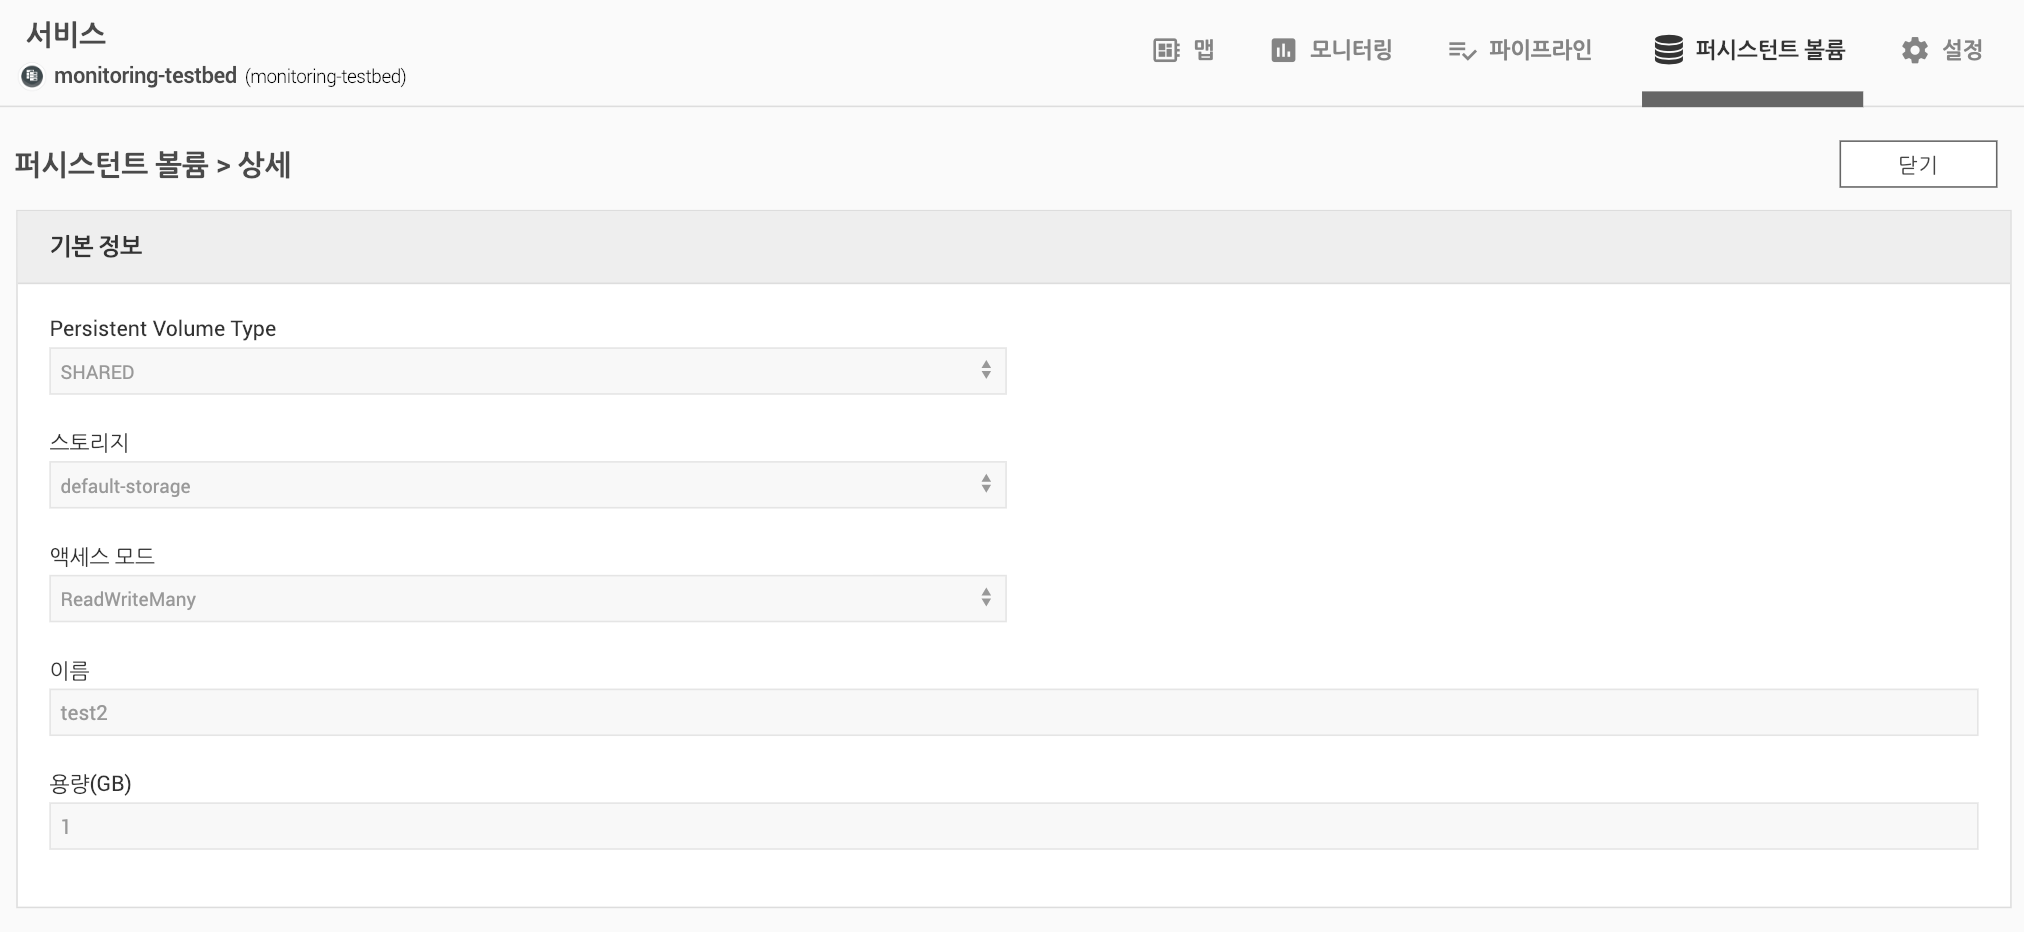 서비스
monitoring-testbed (monitoring-testbed)
맵 모니터링 파이프라인 퍼시스턴트 볼륨 설정
퍼시스턴트 볼륨 > 상세
닫기
기본 정보
Persistent Volume Type
SHARED
스토리지
default-storage
액세스 모드
ReadWriteMany
이름
test2
용량(GB)
1